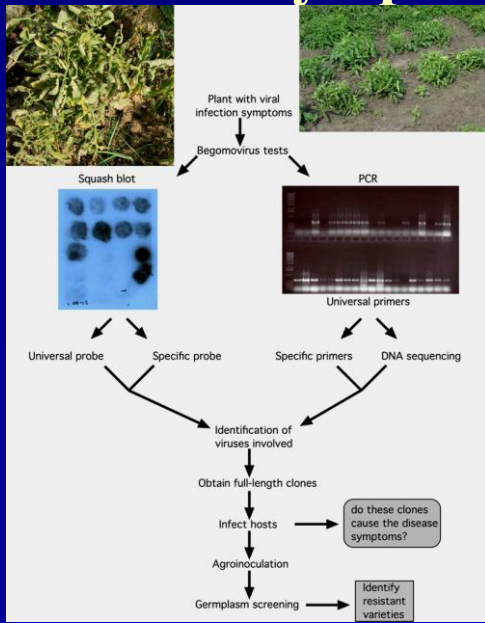 Plant with viral
infection symptoms
Begomovirus tests
Squash blot
PCR
Universal primers
Universal probe
Specific probe
Specific primers
DNA sequencing
Identification of
viruses involved
Obtain full-length clones
Infect hosts
do these clones
cause the disease
symptoms?
Agroinoculation
Germplasm screening
Identify
resistant
varieties